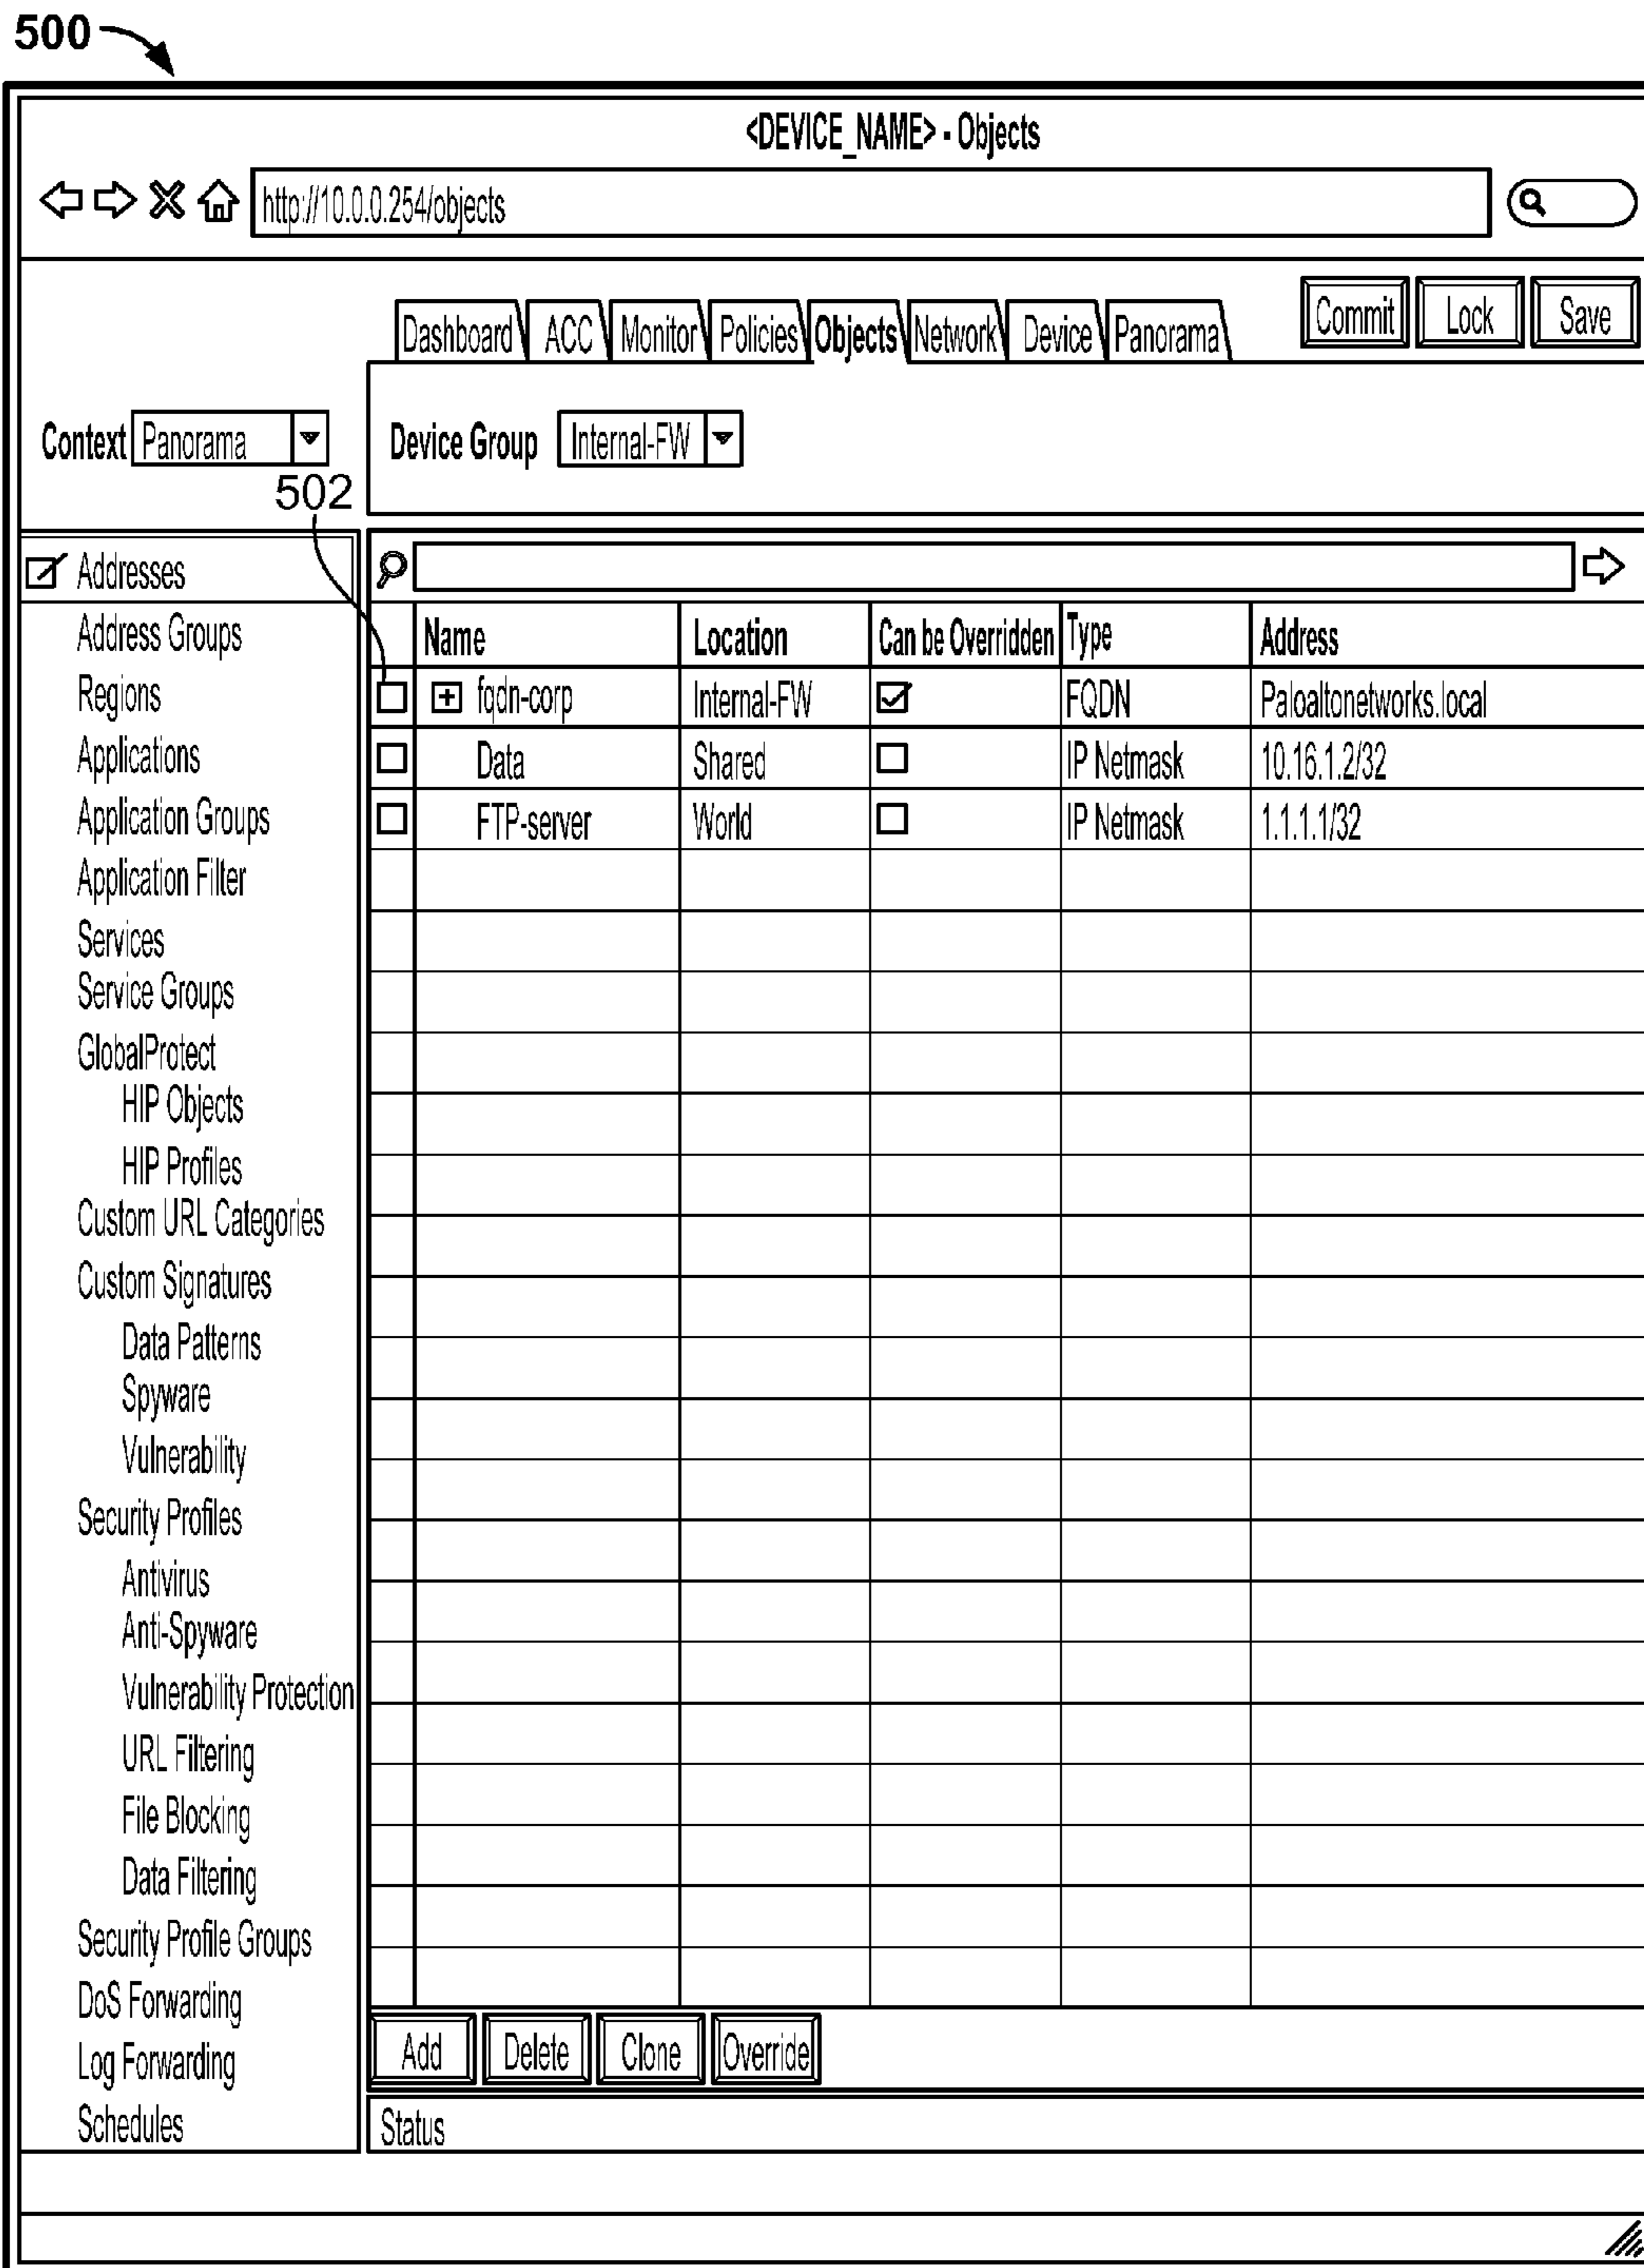 500
<DEVICE_NAME> - Objects
http://10.0.0.254/objects
Commit Lock Save
Dashboard ACC Monitor Policies Objects Network Device Panorama
Context Panorama Device Group Internal-FW
502
Addresses
Address Groups
Regions
Applications
Application Groups
Application Filter
Services
Service Groups
GlobalProtect
HIP Objects
HIP Profiles
Custom URL Categories
Custom Signatures
Data Patterns
Spyware
Vulnerability
Security Profiles
Antivirus
Anti-Spyware
Vulnerability Protection
URL Filtering
File Blocking
Data Filtering
Security Profile Groups
DoS Forwarding
Log Forwarding
Schedules
Name Location Can be Overridden Type Address
fqdn-corp Internal-FW FQDN Paloaltonetworks.local
Data Shared IP Netmask 10.16.1.2/32
FTP-server World IP Netmask 1.1.1.1/32
Add Delete Clone Override
Status